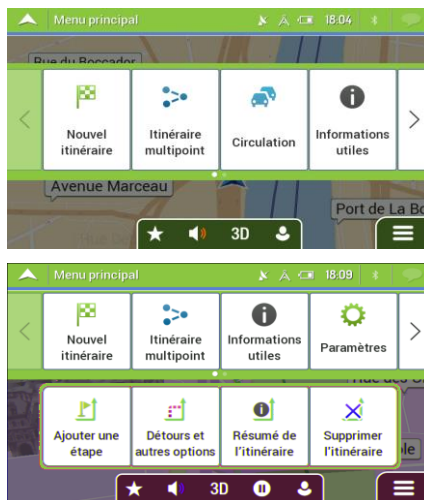 Menu principal 18:04
Rue du Boccador
Nouvel itinéraire
Itinéraire multipoint
Circulation
Informations utiles
Avenue Marceau
Port de La Bo
3D
Menu principal 18:09
Nouvel itinéraire
Itinéraire multipoint
Informations utiles
Paramètres
Ajouter une étape
Détours et autres options
Résumé de l'itinéraire
Supprimer l'itinéraire
3D